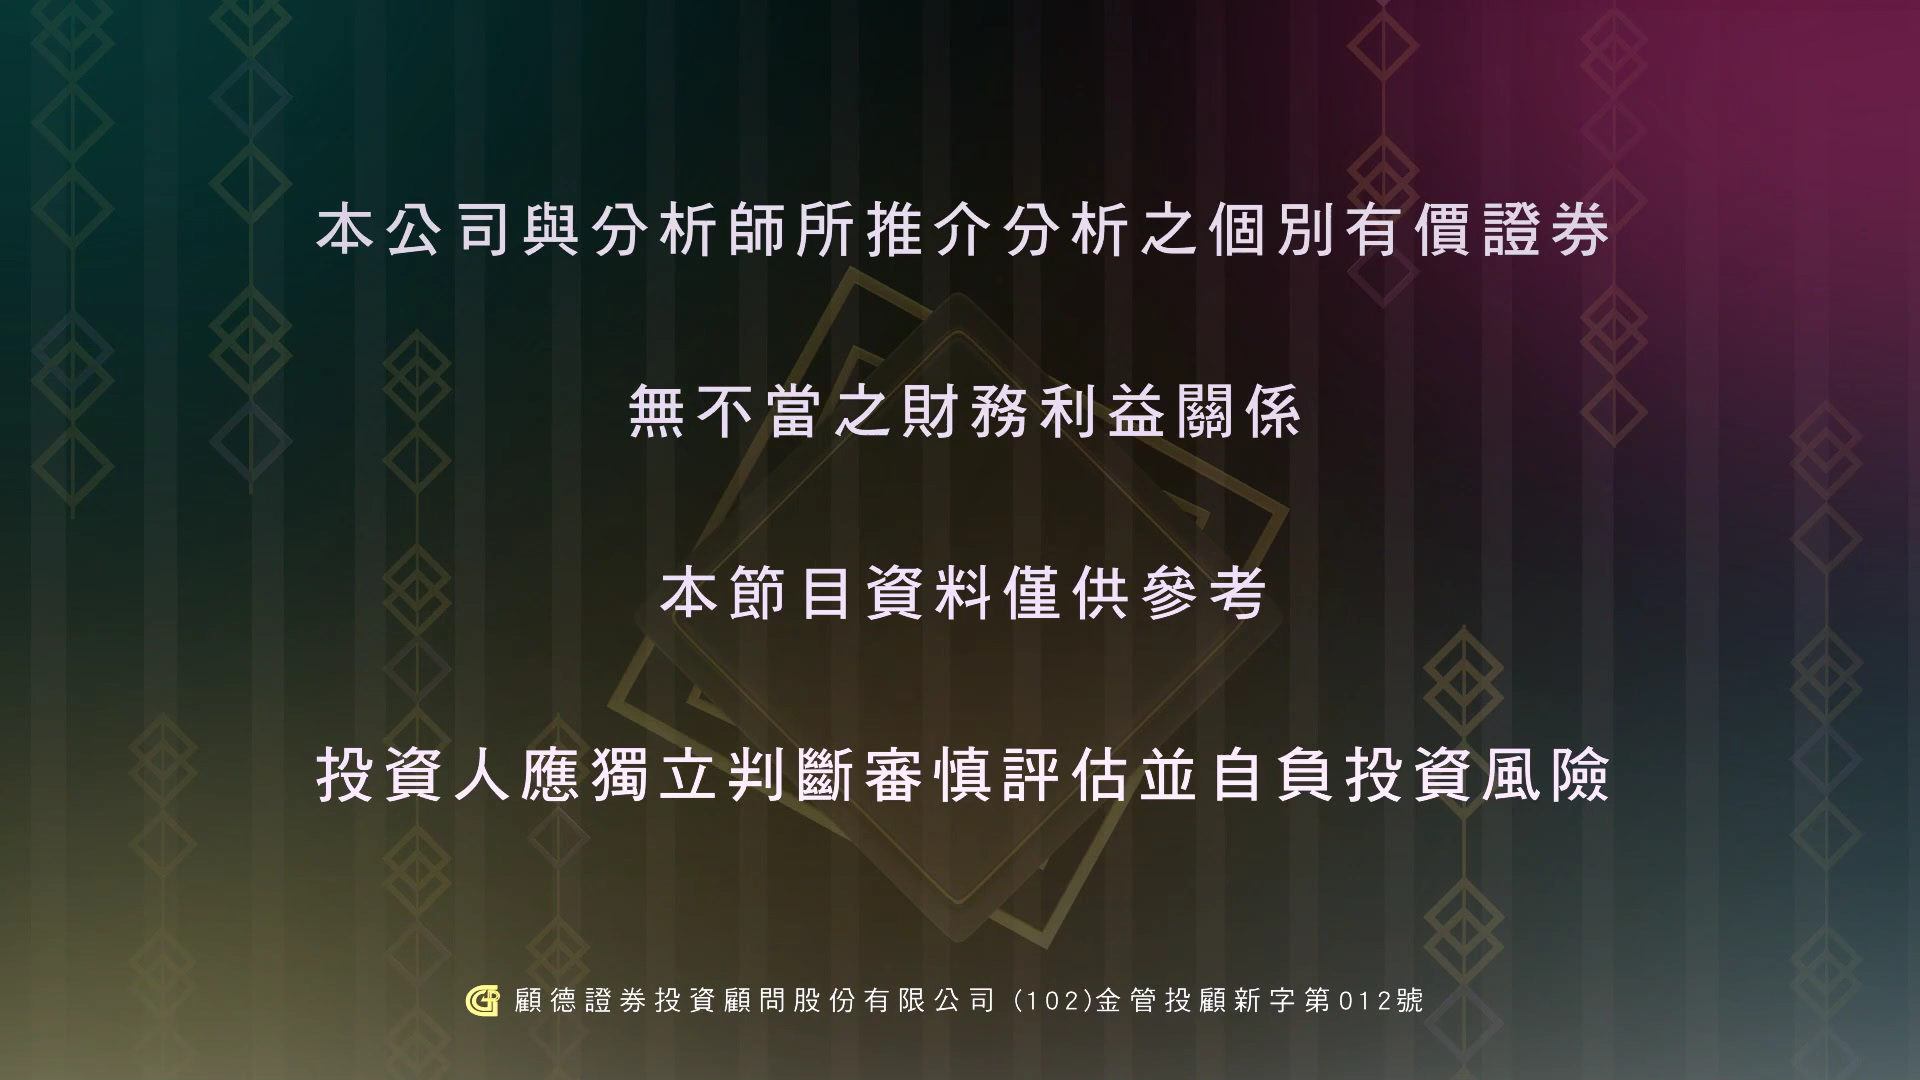 本公司與分析師所推介分析之個別有價證券
無不當之財務利益關係
本節目資料僅供參考
投資人應獨立判斷審慎評估並自負投資風險
顧德證券投資顧問股份有限公司 (102)金管投顧新字第012號